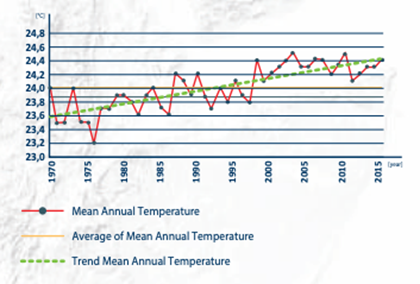 24,8
24,6
24,4
24,2
24,0
23,8
23,6
23,4
23,2
23,0
1970 1975 1980 1985 1990 1995 2000 2005 2010 2015 (year)
Mean Annual Temperature
Average of Mean Annual Temperature
Trend Mean Annual Temperature